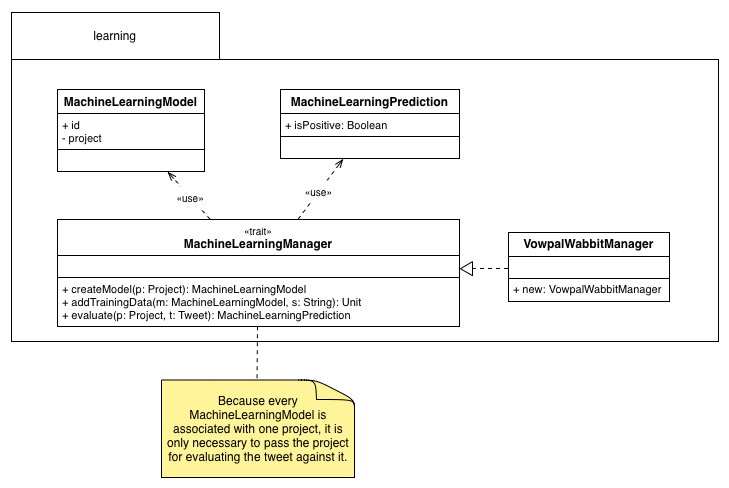 learning
MachineLearningModel
+ id
- project
MachineLearningPrediction
+ isPositive: Boolean
«use»
«use»
«trait»
MachineLearningManager
+ createModel(p: Project): MachineLearningModel
+ addTrainingData(m: MachineLearningModel, s: String): Unit
+ evaluate(p: Project, t: Tweet): MachineLearningPrediction
VowpalWabbitManager
+ new: VowpalWabbitManager
Because every
MachineLearningModel is
associated with one project, it is
only necessary to pass the project
for evaluating the tweet against it.